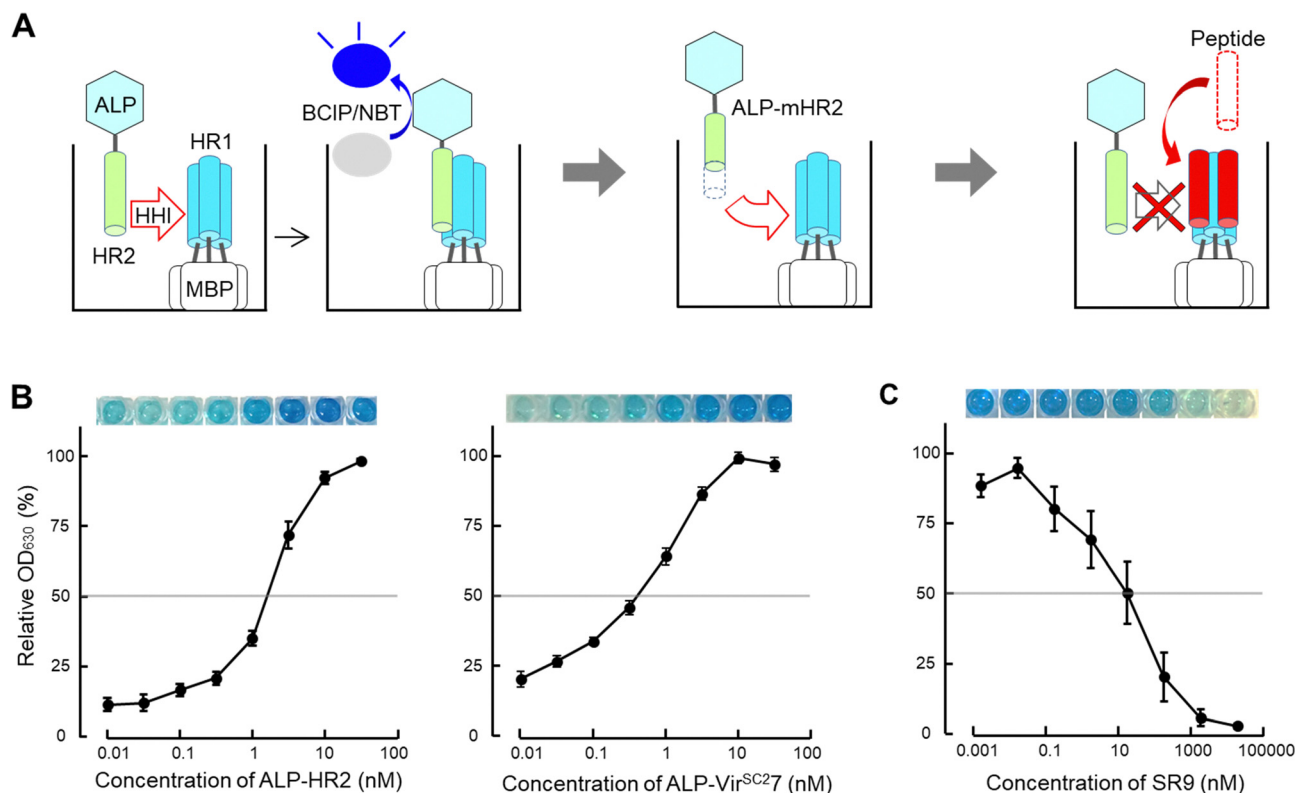 A
ALP
HR2
HHI
HR1
MBP
BCIP/NBT
ALP-mHR2
Peptide
B
Relative OD630 (%)
100
75
50
25
0
0.01
0.1
1
10
100
Concentration of ALP-HR2 (nM)
100
75
50
25
0
0.01
0.1
1
10
100
Concentration of ALP-VirSC27 (nM)
C
100
75
50
25
0
0.001
0.1
10
1000
100000
Concentration of SR9 (nM)